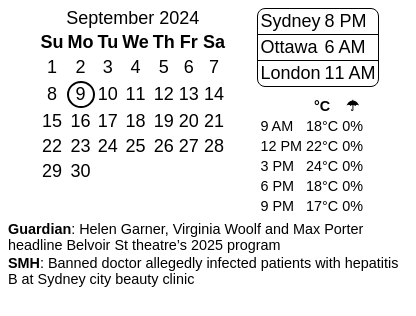 September 2024
Su Mo Tu We Th Fr Sa
1 2 3 4 5 6 7
8 9 10 11 12 13 14
15 16 17 18 19 20 21
22 23 24 25 26 27 28
29 30
Sydney 8 PM
Ottawa 6 AM
London 11 AM
°C ☂
9 AM 18°C 0%
12 PM 22°C 0%
3 PM 24°C 0%
6 PM 18°C 0%
9 PM 17°C 0%
Guardian: Helen Garner, Virginia Woolf and Max Porter
headline Belvoir St theatre’s 2025 program
SMH: Banned doctor allegedly infected patients with hepatitis
B at Sydney city beauty clinic